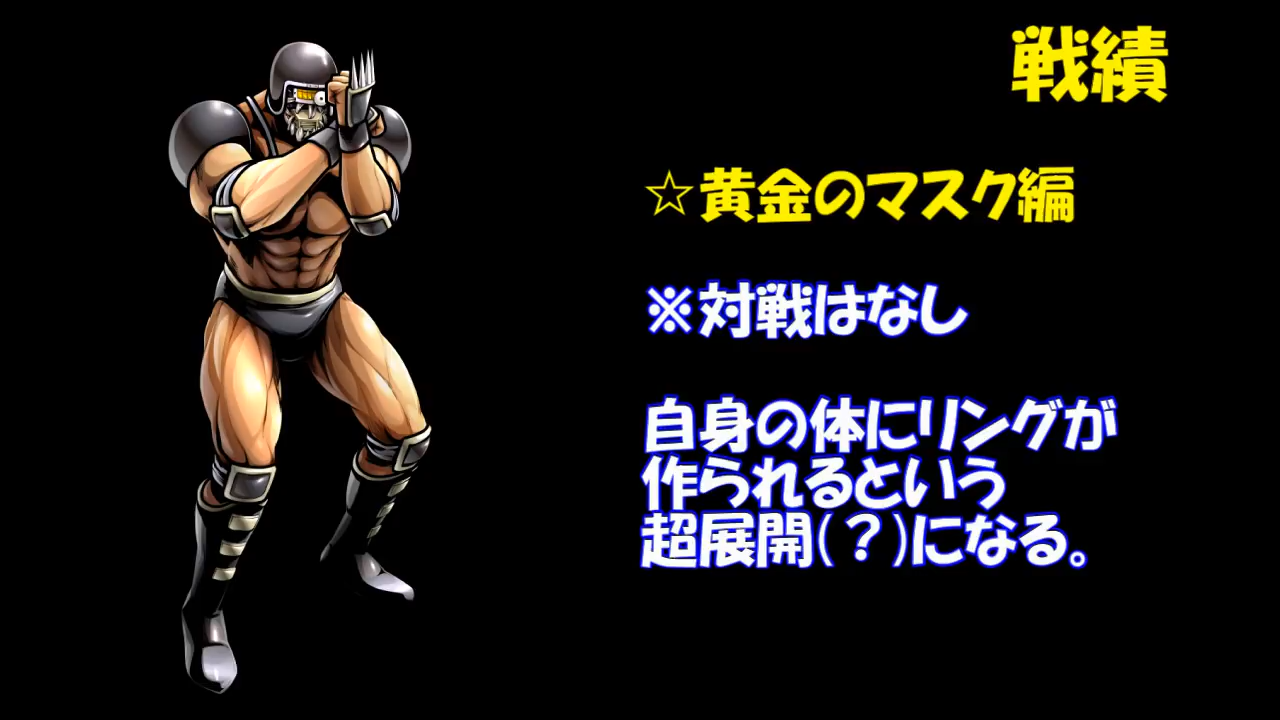 戦績
☆黄金のマスク編
※対戦はなし
自身の体にリングが
作られるという
超展開(？)になる。